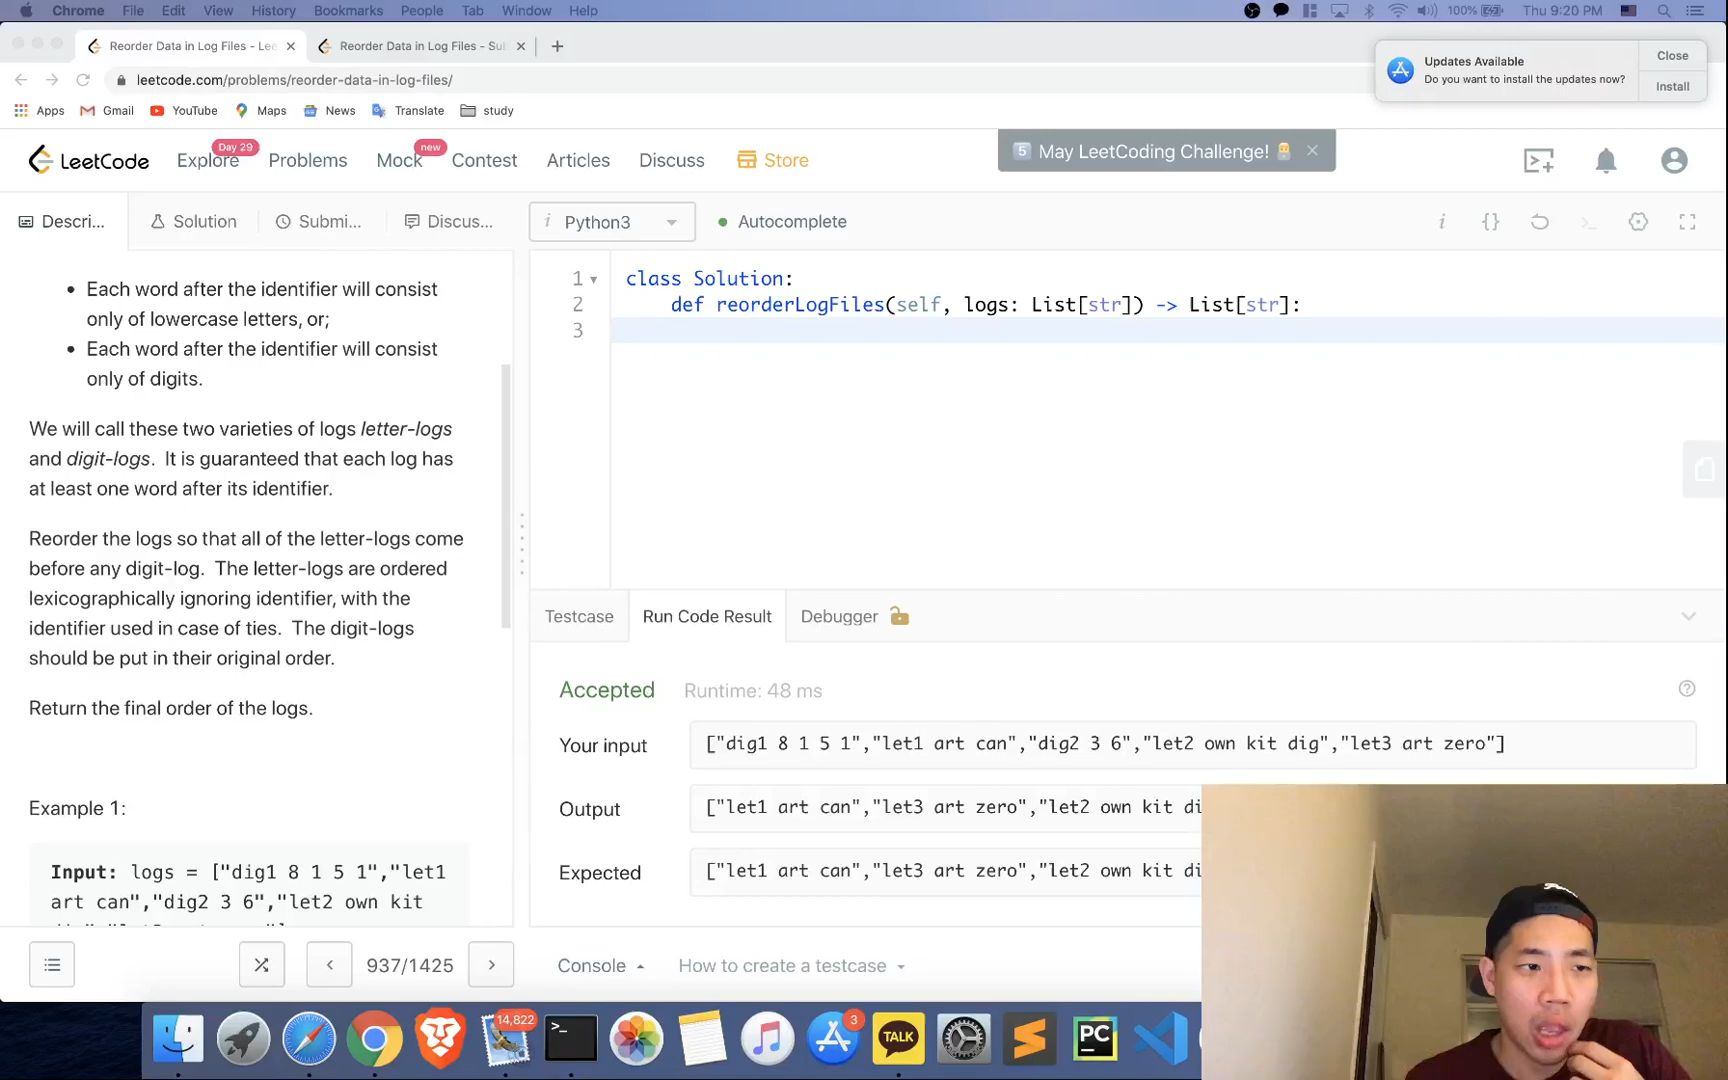 Chrome File Edit View History Bookmarks People Tab Window Help 100% Thu 9:20 PM
Reorder Data in Log Files - Lee × Reorder Data in Log Files - Su × +
leetcode.com/problems/reorder-data-in-log-files/
Updates Available
Do you want to install the updates now?
Close
Install
Apps Gmail YouTube Maps News Translate study
LeetCode Explore Day 29 Problems Mock new Contest Articles Discuss Store
5 May LeetCoding Challenge! ×
Descri... Solution Submi... Discus... i Python3 Autocomplete i {}
Each word after the identifier will consist
only of lowercase letters, or;
Each word after the identifier will consist
only of digits.
We will call these two varieties of logs letter-logs
and digit-logs. It is guaranteed that each log has
at least one word after its identifier.
Reorder the logs so that all of the letter-logs come
before any digit-log. The letter-logs are ordered
lexicographically ignoring identifier, with the
identifier used in case of ties. The digit-logs
should be put in their original order.
Return the final order of the logs.
Example 1:
Input: logs = ["dig1 8 1 5 1","let1
art can","dig2 3 6","let2 own kit
1 class Solution:
2 def reorderLogFiles(self, logs: List[str]) -> List[str]:
3
Testcase Run Code Result Debugger
Accepted Runtime: 48 ms
Your input ["dig1 8 1 5 1","let1 art can","dig2 3 6","let2 own kit dig","let3 art zero"]
Output ["let1 art can","let3 art zero","let2 own kit di
Expected ["let1 art can","let3 art zero","let2 own kit di
937/1425
Console How to create a testcase
14,822 >_ 3 TALK S PC